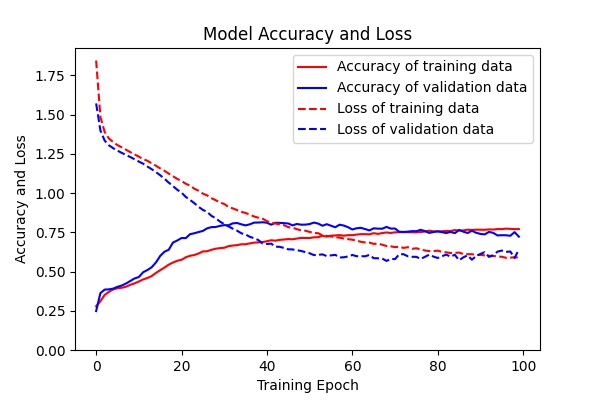 Model Accuracy and Loss
Accuracy of training data
Accuracy of validation data
Loss of training data
Loss of validation data
Accuracy and Loss
1.75
1.50
1.25
1.00
0.75
0.50
0.25
0.00
0 20 40 60 80 100
Training Epoch